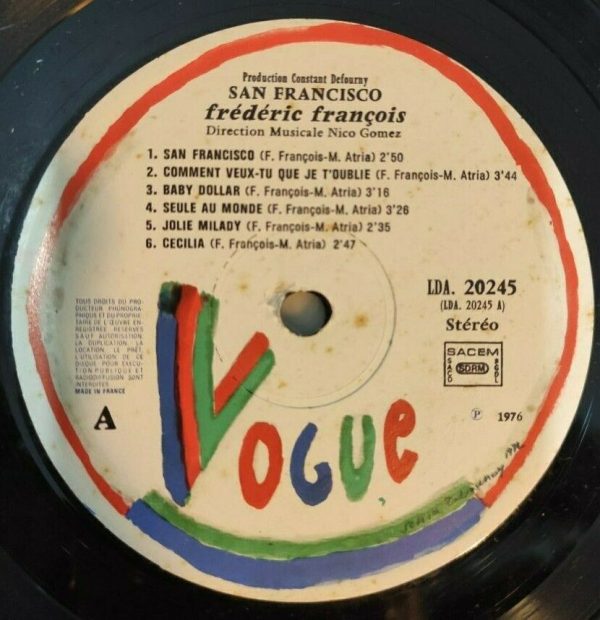 Production Constant Defourny
SAN FRANCISCO
frédéric françois
Direction Musicale Nico Gomez
1. SAN FRANCISCO (F. François-M. Atria) 2'50
2. COMMENT VEUX-TU QUE JE T'OUBLIE (F. François-M. Atria) 3'44
3. BABY DOLLAR (F. François-M. Atria) 3'16
4. SEULE AU MONDE (F. François-M. Atria) 3'26
5. JOLIE MILADY (F. François-M. Atria) 2'35
6. CECILIA (F. François-M. Atria) 2'47
LDA. 20245
(LDA. 20245 A)
Stéréo
SACEM
SACD SDRM SGDL
TOUS DROITS DU PRO-
DUCTEUR PHONOGRA-
PHIQUE ET DU PROPRIE-
TAIRE DE L'ŒUVRE EN-
REGISTREE RESERVES
SAUF AUTORISATION,
LA DUPLICATION, LA
LOCATION, LE PRET,
L'UTILISATION DE CE
DISQUE POUR EXECU-
TION PUBLIQUE ET
RADIODIFFUSION SONT
INTERDITES
MADE IN FRANCE
A
VOGUE
Ⓟ 1976